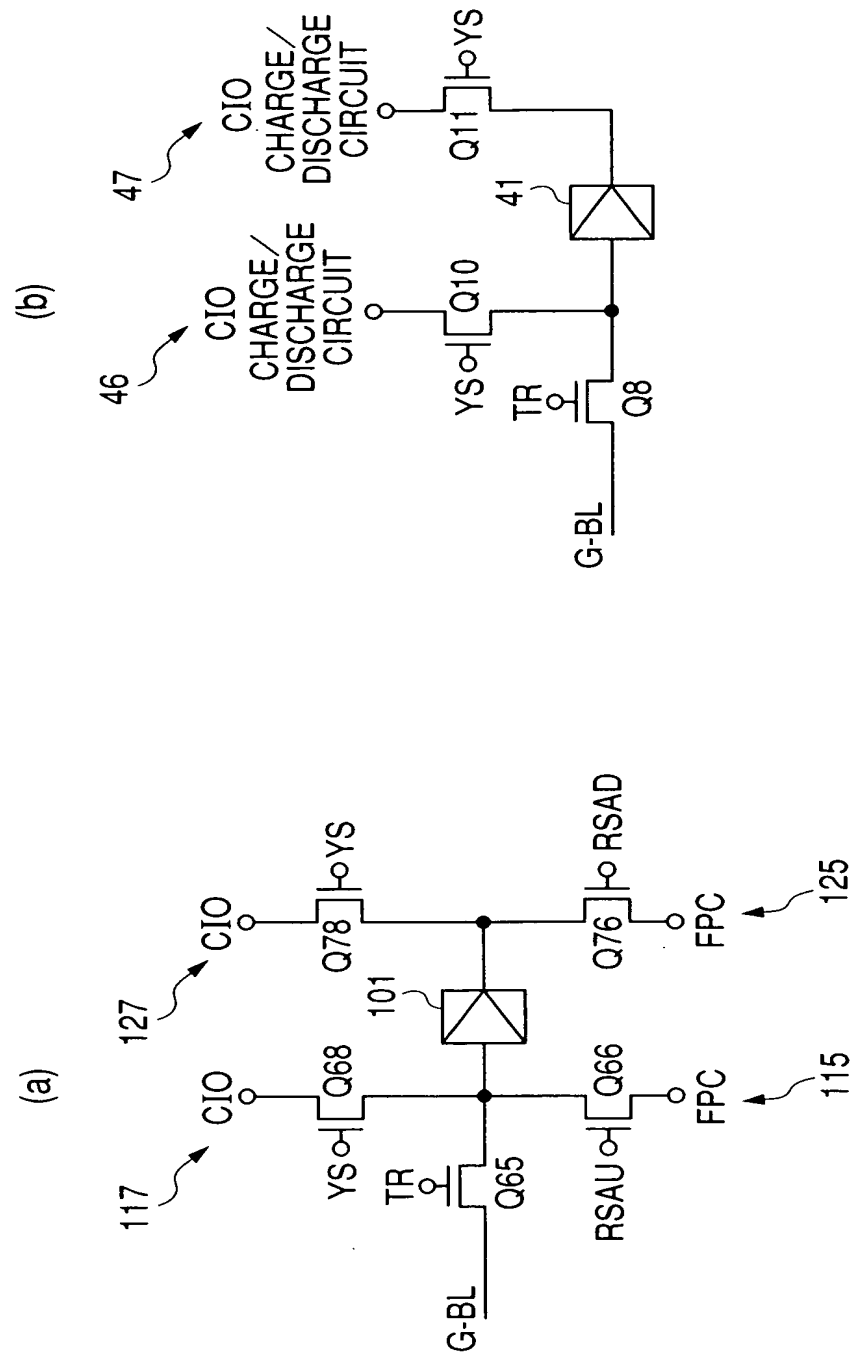 (a)
117
CIO
127
CIO
Q68
YS
Q78
YS
TR
101
G-BL
Q65
RSAU
Q66
Q76
RSAD
FPC
115
FPC
125
(b)
46
CIO
CHARGE/
DISCHARGE
CIRCUIT
47
CIO
CHARGE/
DISCHARGE
CIRCUIT
YS
Q10
Q11
YS
TR
41
G-BL
Q8